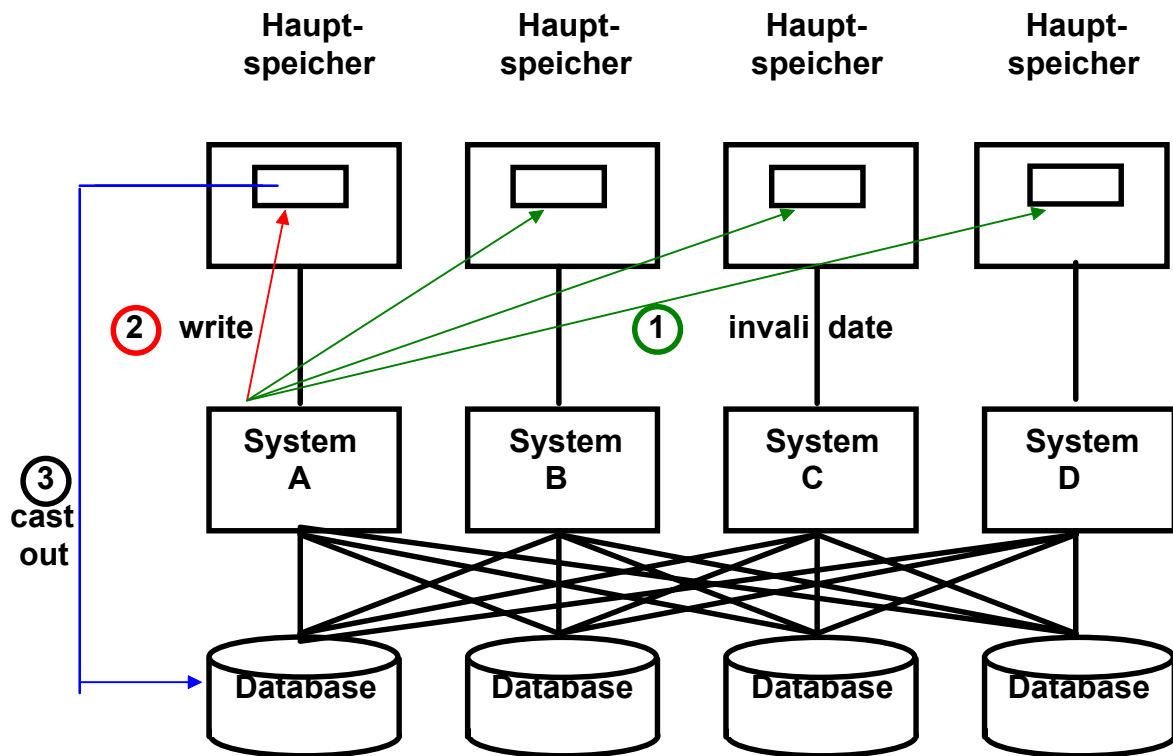 Haupt- Haupt- Haupt- Haupt-
speicher speicher speicher speicher
2 write 1 invali date
System System System System
A B C D
3
cast
out
Database Database Database Database